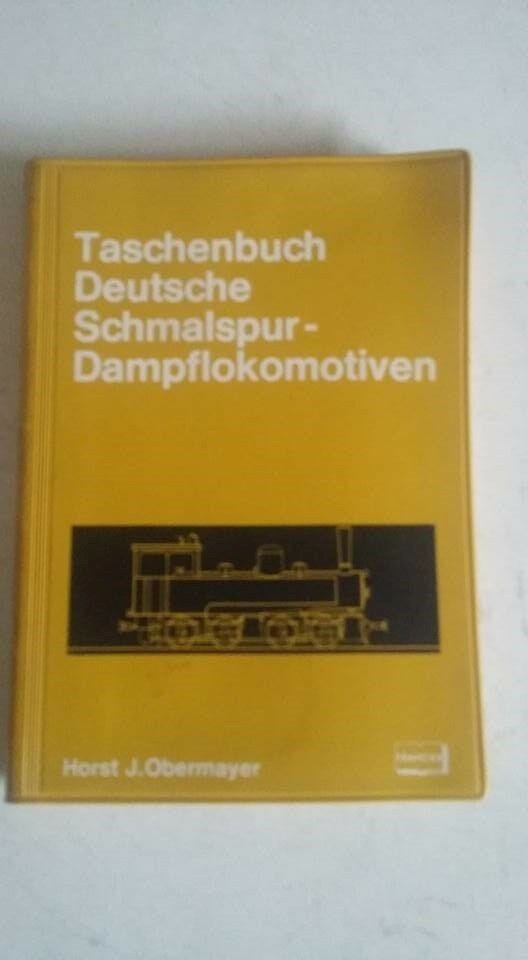 Taschenbuch
Deutsche
Schmalspur-
Dampflokomotiven
Horst J. Obermayer